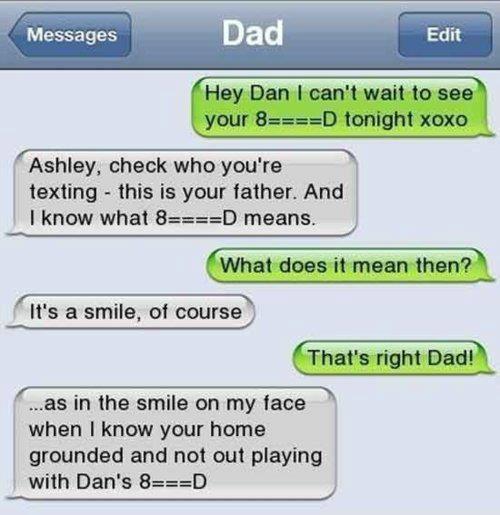 Messages
Dad
Edit
Hey Dan I can't wait to see
your 8====D tonight xoxo
Ashley, check who you're
texting - this is your father. And
I know what 8====D means.
What does it mean then?
It's a smile, of course
That's right Dad!
...as in the smile on my face
when I know your home
grounded and not out playing
with Dan's 8===D